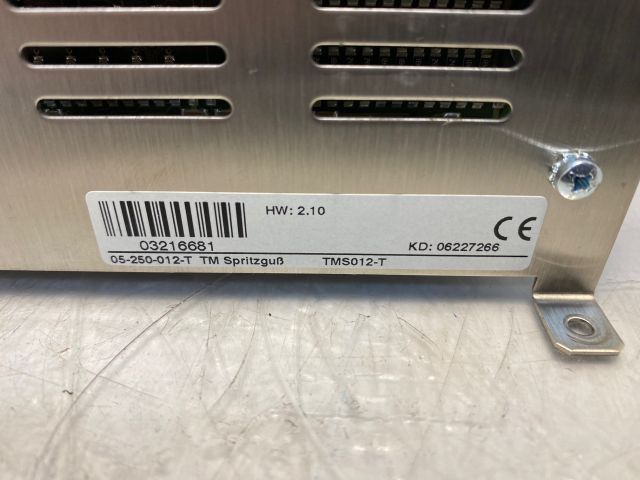 HW: 2.10
CE
03216681
KD: 06227266
05-250-012-T TM Spritzguß TMS012-T